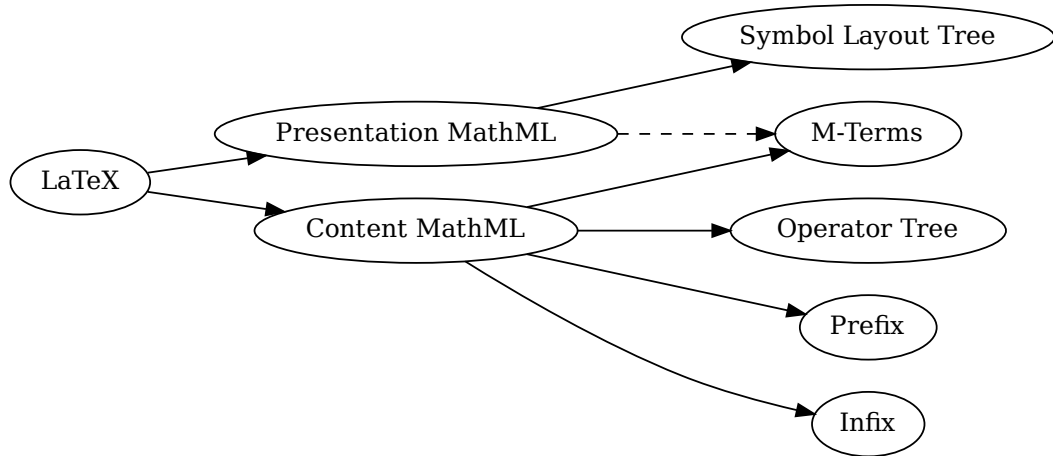 Symbol Layout Tree
Presentation MathML
M-Terms
LaTeX
Content MathML
Operator Tree
Prefix
Infix